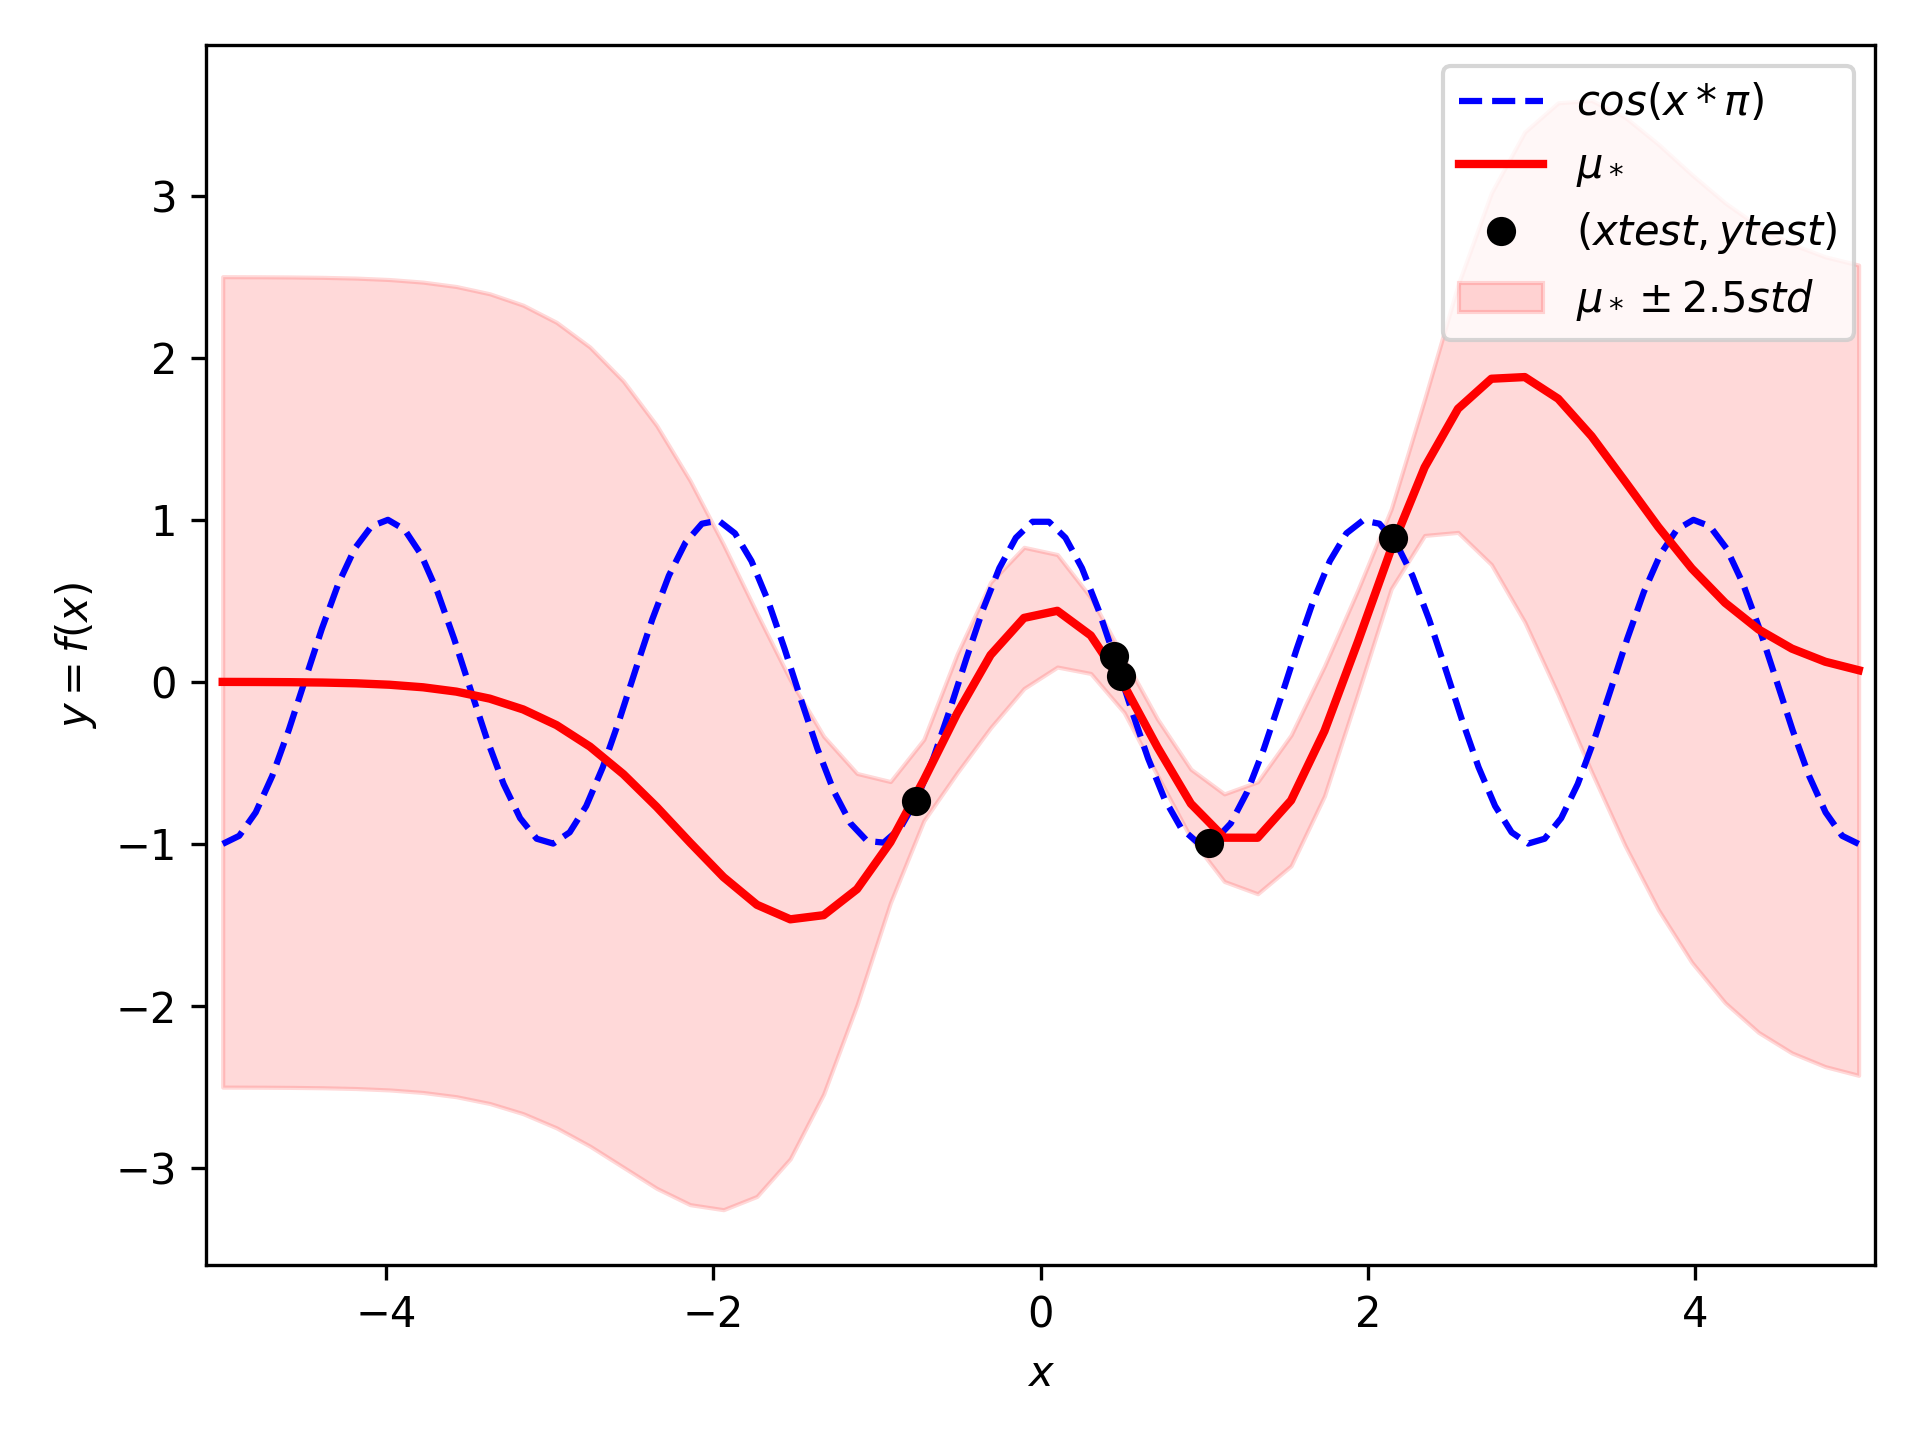 cos(x * π)
μ*
(xtest, ytest)
μ* ± 2.5std
3
2
1
0
−1
−2
−3
y = f(x)
−4 −2 0 2 4
x